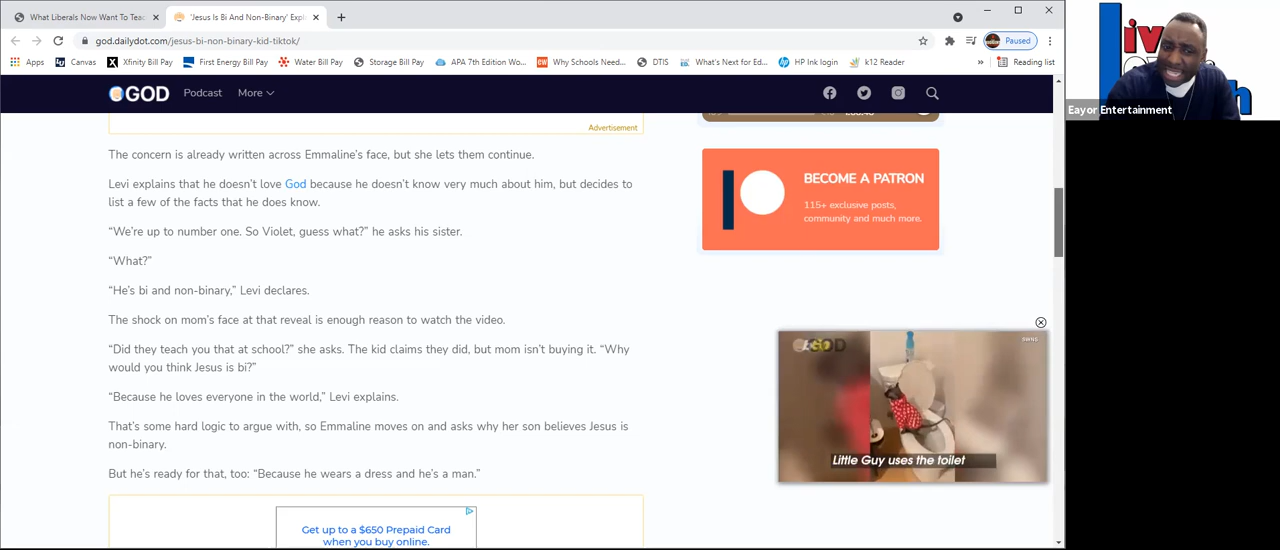 What Liberals Now Want To Tea
'Jesus Is Bi And Non-Binary' Expl
god.dailydot.com/jesus-bi-non-binary-kid-tiktok/
Paused
Apps
Canvas
Xfinity Bill Pay
First Energy Bill Pay
Water Bill Pay
Storage Bill Pay
APA 7th Edition Wo...
Why Schools Need...
DTIS
What's Next for Ed...
HP Ink login
k12 Reader
»
Reading list
GOD
Podcast
More
Advertisement
The concern is already written across Emmaline's face, but she lets them continue.
Levi explains that he doesn't love God because he doesn't know very much about him, but decides to
list a few of the facts that he does know.
“We're up to number one. So Violet, guess what?” he asks his sister.
“What?”
“He's bi and non-binary,” Levi declares.
The shock on mom's face at that reveal is enough reason to watch the video.
“Did they teach you that at school?” she asks. The kid claims they did, but mom isn't buying it. “Why
would you think Jesus is bi?”
“Because he loves everyone in the world,” Levi explains.
That's some hard logic to argue with, so Emmaline moves on and asks why her son believes Jesus is
non-binary.
But he's ready for that, too: “Because he wears a dress and he's a man.”
Get up to a $650 Prepaid Card
when you buy online.
BECOME A PATRON
115+ exclusive posts,
community and much more.
GOD
SWNS
Little Guy uses the toilet
Eayor Entertainment